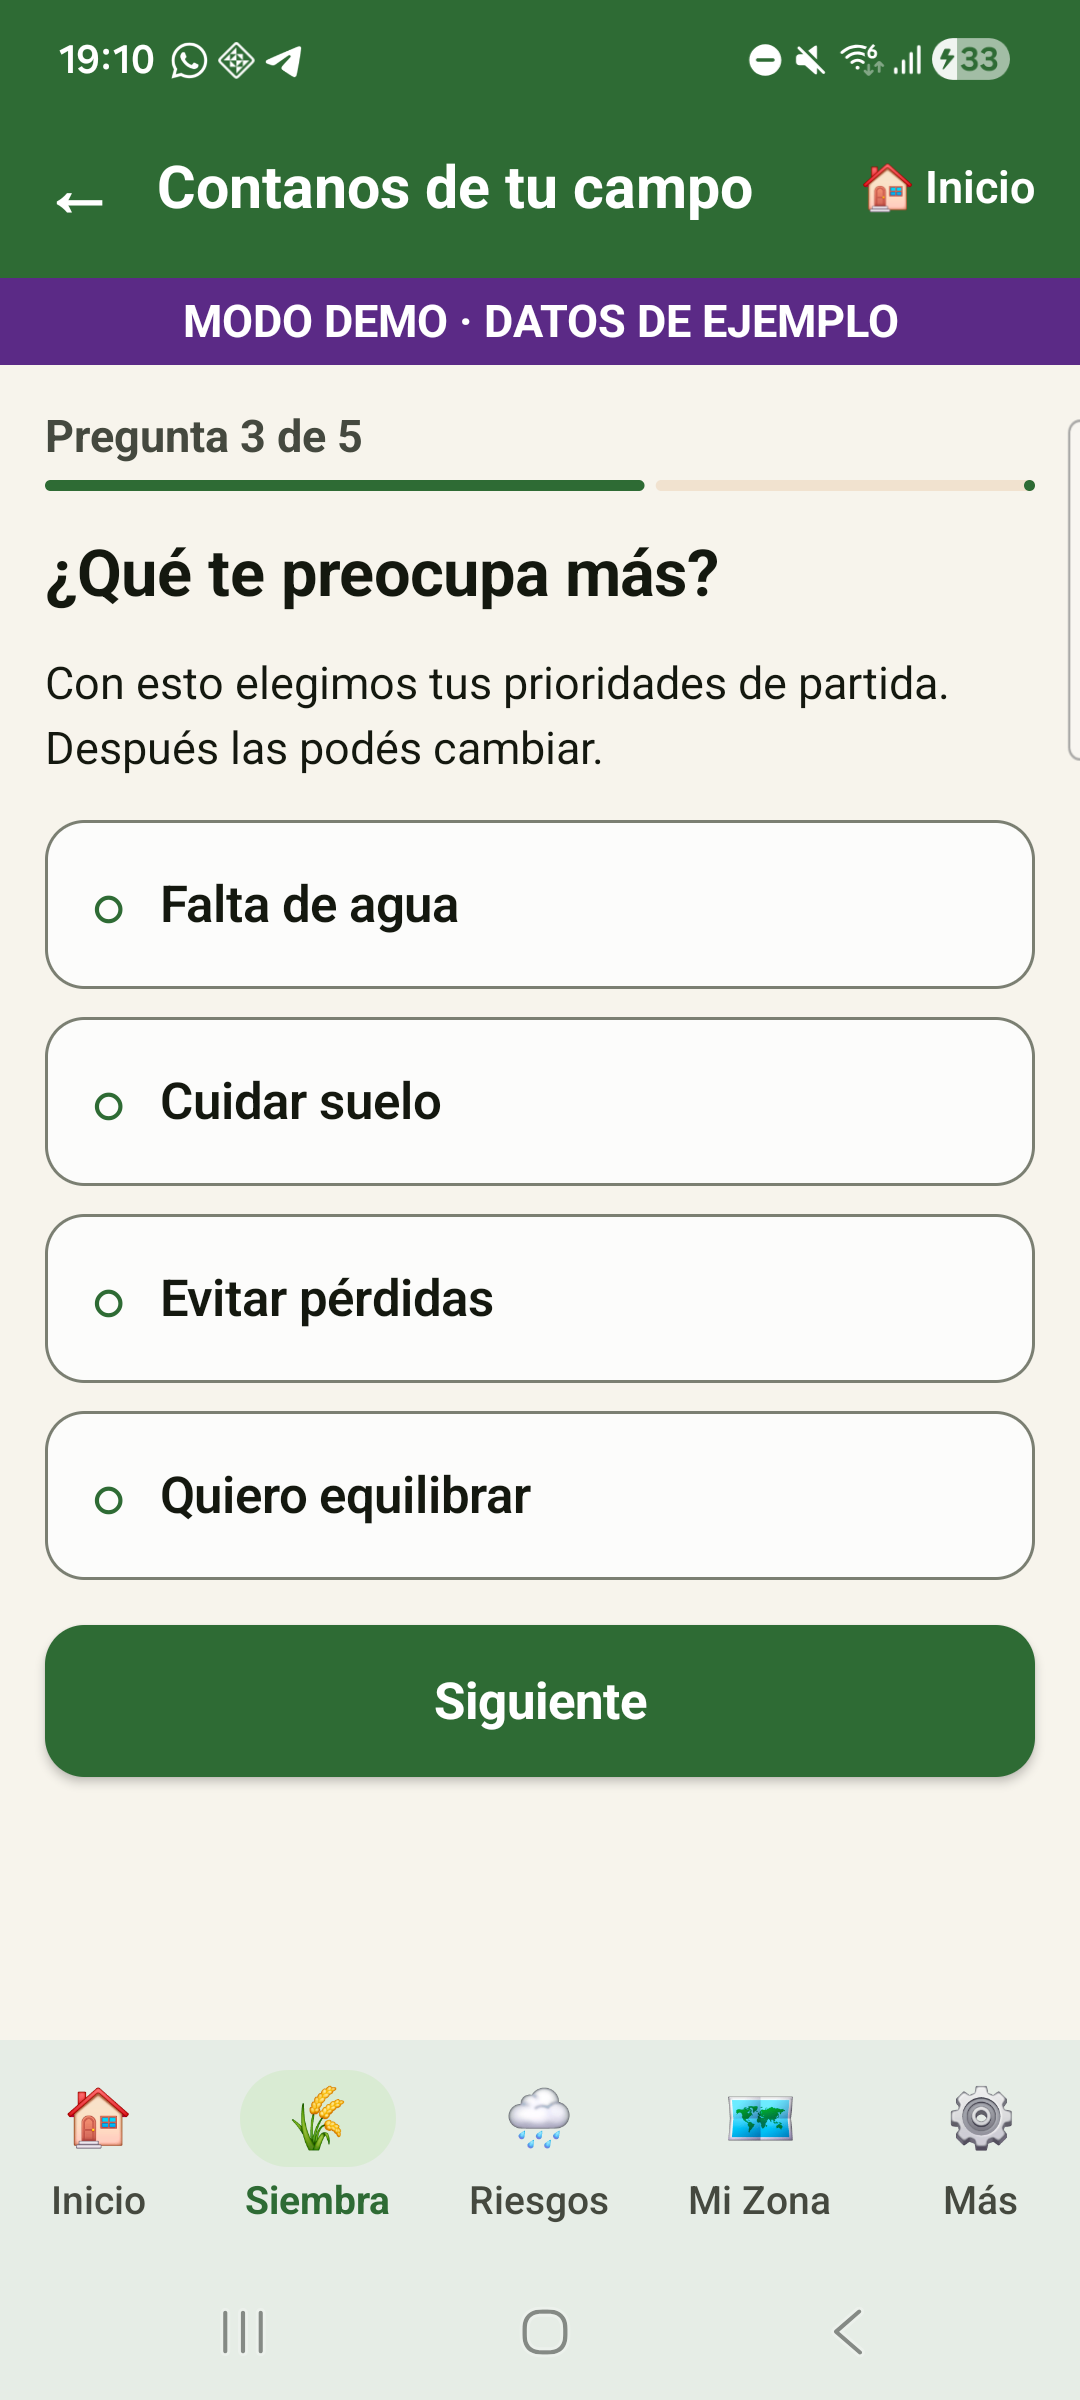 19:10
33
← Contanos de tu campo
Inicio
MODO DEMO · DATOS DE EJEMPLO
Pregunta 3 de 5
¿Qué te preocupa más?
Con esto elegimos tus prioridades de partida.
Después las podés cambiar.
Falta de agua
Cuidar suelo
Evitar pérdidas
Quiero equilibrar
Siguiente
Inicio
Siembra
Riesgos
Mi Zona
Más